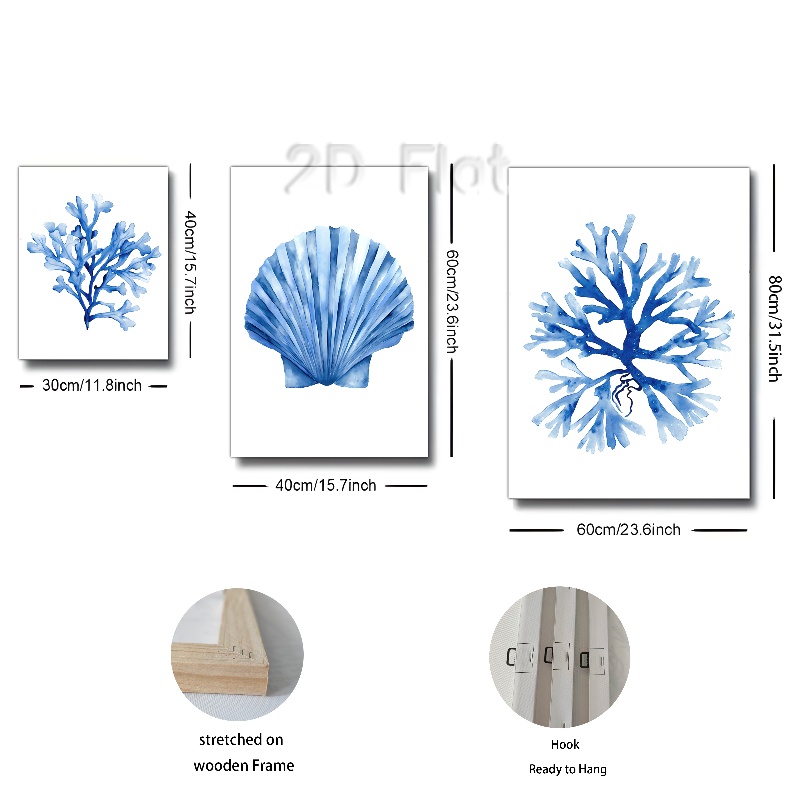 2D Flat
40cm/15.7inch
60cm/23.6inch
80cm/31.5inch
30cm/11.8inch
40cm/15.7inch
60cm/23.6inch
stretched on
wooden Frame
Hook
Ready to Hang